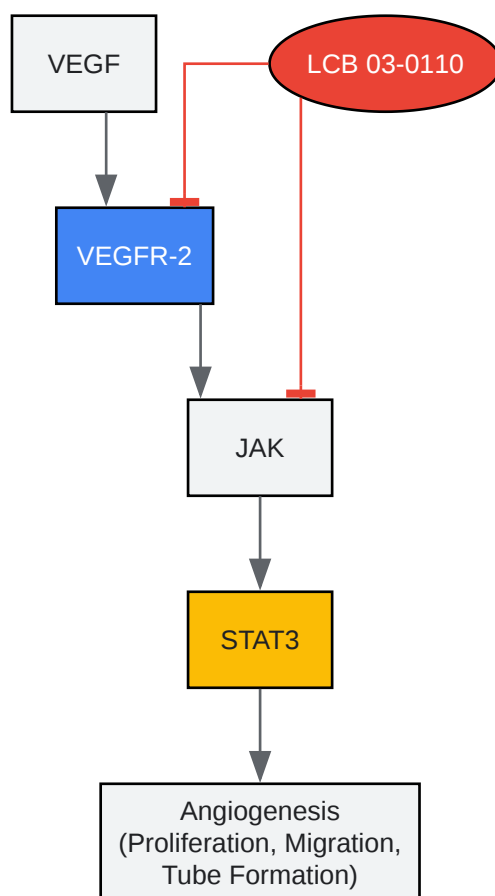 VEGF
LCB 03-0110
VEGFR-2
JAK
STAT3
Angiogenesis
(Proliferation, Migration,
Tube Formation)